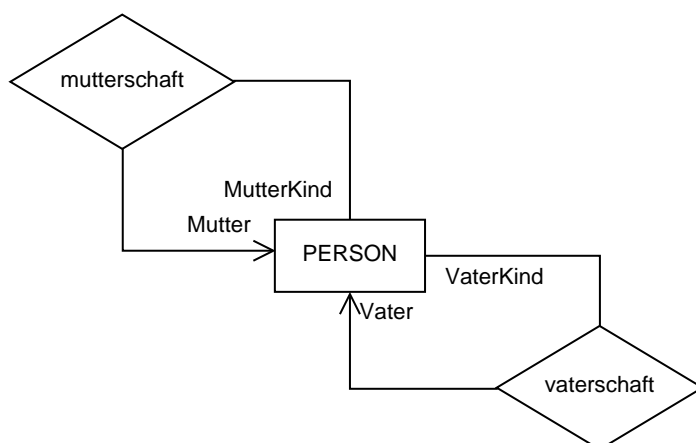 mutterschaft
MutterKind
Mutter
PERSON
VaterKind
Vater
vaterschaft